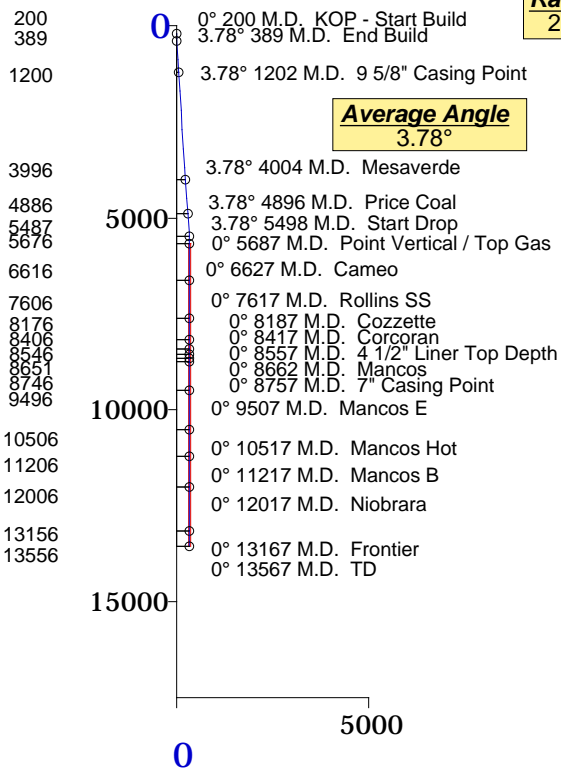 Ra
2
200 0 0° 200 M.D. KOP - Start Build
389 3.78° 389 M.D. End Build
1200 3.78° 1202 M.D. 9 5/8" Casing Point
Average Angle
3.78°
3996 3.78° 4004 M.D. Mesaverde
4886 3.78° 4896 M.D. Price Coal
5000
5487 3.78° 5498 M.D. Start Drop
5676 0° 5687 M.D. Point Vertical / Top Gas
6616 0° 6627 M.D. Cameo
7606 0° 7617 M.D. Rollins SS
8176 0° 8187 M.D. Cozzette
8406 0° 8417 M.D. Corcoran
8546 0° 8557 M.D. 4 1/2" Liner Top Depth
8651 0° 8662 M.D. Mancos
8746 0° 8757 M.D. 7" Casing Point
9496 10000 0° 9507 M.D. Mancos E
10506 0° 10517 M.D. Mancos Hot
11206 0° 11217 M.D. Mancos B
12006 0° 12017 M.D. Niobrara
13156 0° 13167 M.D. Frontier
13556 0° 13567 M.D. TD
15000
5000
0